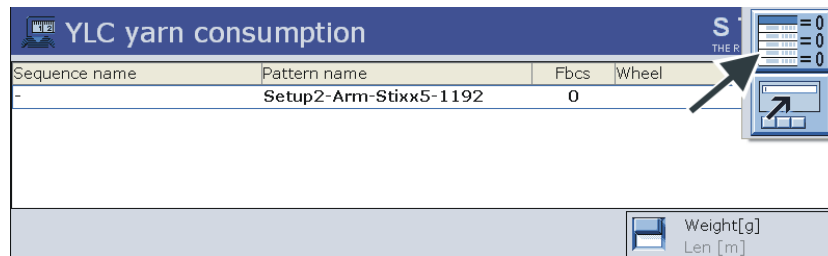 YLC yarn consumption
S
THE R
= 0
= 0
= 0
Sequence name Pattern name Fbcs Wheel
- Setup2-Arm-Stixx5-1192 0
Weight[g]
Len [m]